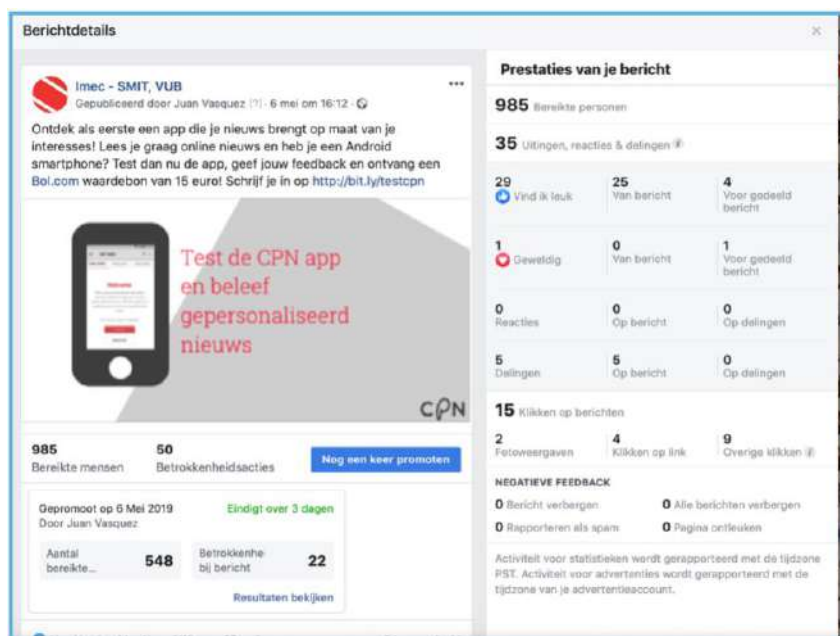 Berichtdetails
Imec - SMIT, VUB
Gepubliceerd door Juan Vasquez [?] · 6 mei om 16:12 ·
Ontdek als eerste een app die je nieuws brengt op maat van je
interesses! Lees je graag online nieuws en heb je een Android
smartphone? Test dan nu de app, geef jouw feedback en ontvang een
Bol.com waardebon van 15 euro! Schrijf je in op http://bit.ly/testcpn
Test de CPN app
en beleef
gepersonaliseerd
nieuws
CPN
985
Bereikte mensen
50
Betrokkenheidsacties
Nog een keer promoten
Gepromoot op 6 Mei 2019
Eindigt over 3 dagen
Door Juan Vasquez
Aantal
bereikte...
548
Betrokkenhe
bij bericht
22
Resultaten bekijken
Prestaties van je bericht
985 Bereikte personen
35 Uitingen, reacties & delingen
29
Vind ik leuk
25
Van bericht
4
Voor gedeeld
bericht
1
Geweldig
0
Van bericht
1
Voor gedeeld
bericht
0
Reacties
0
Op bericht
0
Op delingen
5
Delingen
5
Op bericht
0
Op delingen
15 Klikken op berichten
2
Fotoweergaven
4
Klikken op link
9
Overige klikken
NEGATIEVE FEEDBACK
0 Bericht verbergen
0 Alle berichten verbergen
0 Rapporteren als spam
0 Pagina ontleuken
Activiteit voor statistieken wordt gerapporteerd met de tijdzone
PST. Activiteit voor advertenties wordt gerapporteerd met de
tijdzone van je advertentieaccount.